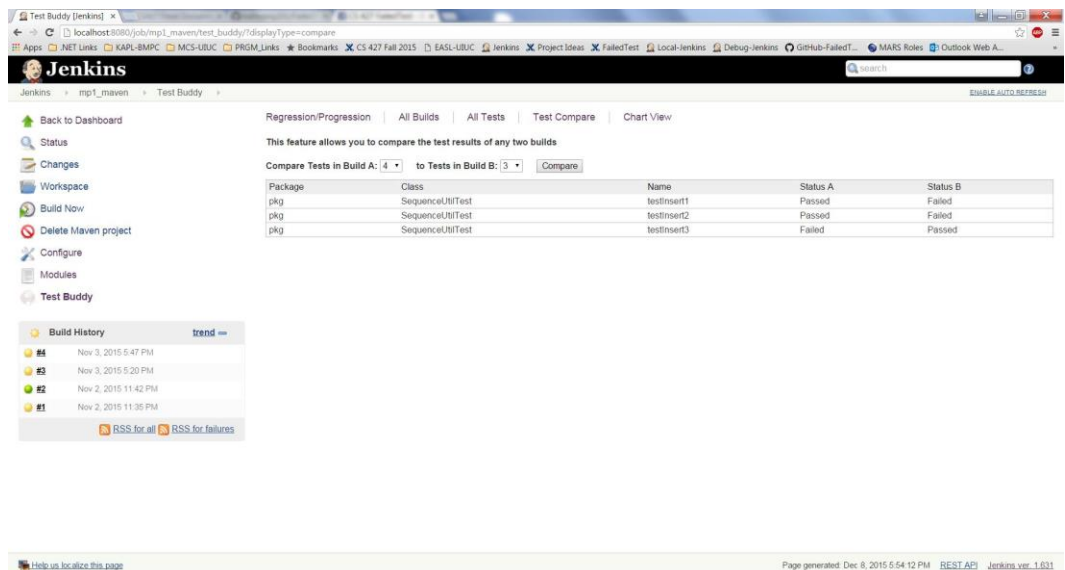 Test Buddy [Jenkins]
localhost:8080/job/mp1_maven/test_buddy/?displayType=compare
Apps .NET Links KAPL-BMPC MCS-UIUC PRGM_Links Bookmarks CS 427 Fall 2015 EASL-UIUC Jenkins Project Ideas FailedTest Local-Jenkins Debug-Jenkins GitHub-FailedT... MARS Roles Outlook Web A...
Jenkins
search
Jenkins mp1_maven Test Buddy
ENABLE AUTO REFRESH
Back to Dashboard
Status
Changes
Workspace
Build Now
Delete Maven project
Configure
Modules
Test Buddy
Build History trend
#4 Nov 3, 2015 5:47 PM
#3 Nov 3, 2015 5:20 PM
#2 Nov 2, 2015 11:42 PM
#1 Nov 2, 2015 11:35 PM
RSS for all RSS for failures
Regression/Progression All Builds All Tests Test Compare Chart View
This feature allows you to compare the test results of any two builds
Compare Tests in Build A: 4 to Tests in Build B: 3 Compare
Package Class Name Status A Status B
pkg SequenceUtilTest testInsert1 Passed Failed
pkg SequenceUtilTest testInsert2 Passed Failed
pkg SequenceUtilTest testInsert3 Failed Passed
Help us localize this page
Page generated: Dec 8, 2015 5:54:12 PM REST API Jenkins ver. 1.631